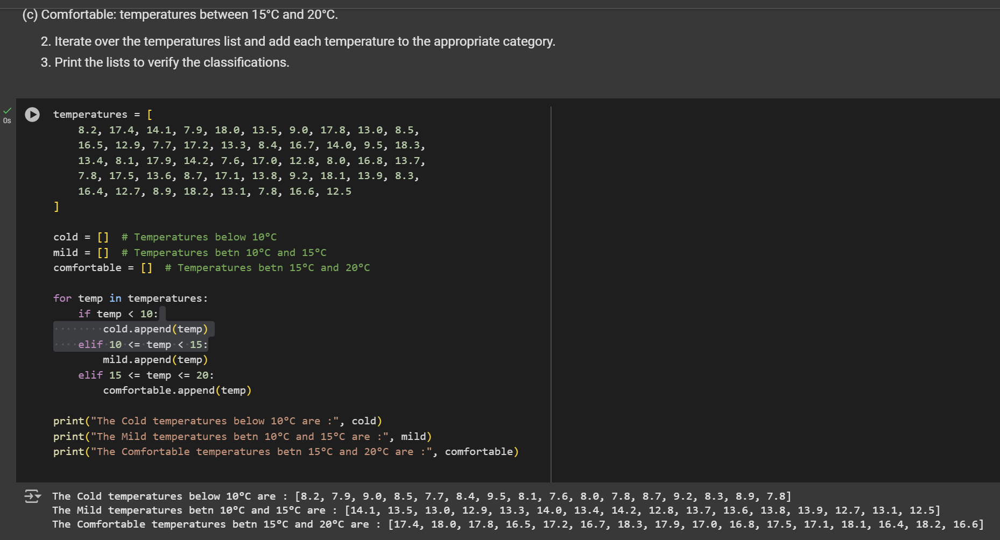 (c) Comfortable: temperatures between 15°C and 20°C.
2. Iterate over the temperatures list and add each temperature to the appropriate category.
3. Print the lists to verify the classifications.
0s
temperatures = [
    8.2, 17.4, 14.1, 7.9, 18.0, 13.5, 9.0, 17.8, 13.0, 8.5,
    16.5, 12.9, 7.7, 17.2, 13.3, 8.4, 16.7, 14.0, 9.5, 18.3,
    13.4, 8.1, 17.9, 14.2, 7.6, 17.0, 12.8, 8.0, 16.8, 13.7,
    7.8, 17.5, 13.6, 8.7, 17.1, 13.8, 9.2, 18.1, 13.9, 8.3,
    16.4, 12.7, 8.9, 18.2, 13.1, 7.8, 16.6, 12.5
]
cold = []  # Temperatures below 10°C
mild = []  # Temperatures betn 10°C and 15°C
comfortable = []  # Temperatures betn 15°C and 20°C
for temp in temperatures:
    if temp < 10:
        cold.append(temp)
    elif 10 <= temp < 15:
        mild.append(temp)
    elif 15 <= temp <= 20:
        comfortable.append(temp)
print("The Cold temperatures below 10°C are :", cold)
print("The Mild temperatures betn 10°C and 15°C are :", mild)
print("The Comfortable temperatures betn 15°C and 20°C are :", comfortable)
The Cold temperatures below 10°C are : [8.2, 7.9, 9.0, 8.5, 7.7, 8.4, 9.5, 8.1, 7.6, 8.0, 7.8, 8.7, 9.2, 8.3, 8.9, 7.8]
The Mild temperatures betn 10°C and 15°C are : [14.1, 13.5, 13.0, 12.9, 13.3, 14.0, 13.4, 14.2, 12.8, 13.7, 13.6, 13.8, 13.9, 12.7, 13.1, 12.5]
The Comfortable temperatures betn 15°C and 20°C are : [17.4, 18.0, 17.8, 16.5, 17.2, 16.7, 18.3, 17.9, 17.0, 16.8, 17.5, 17.1, 18.1, 16.4, 18.2, 16.6]